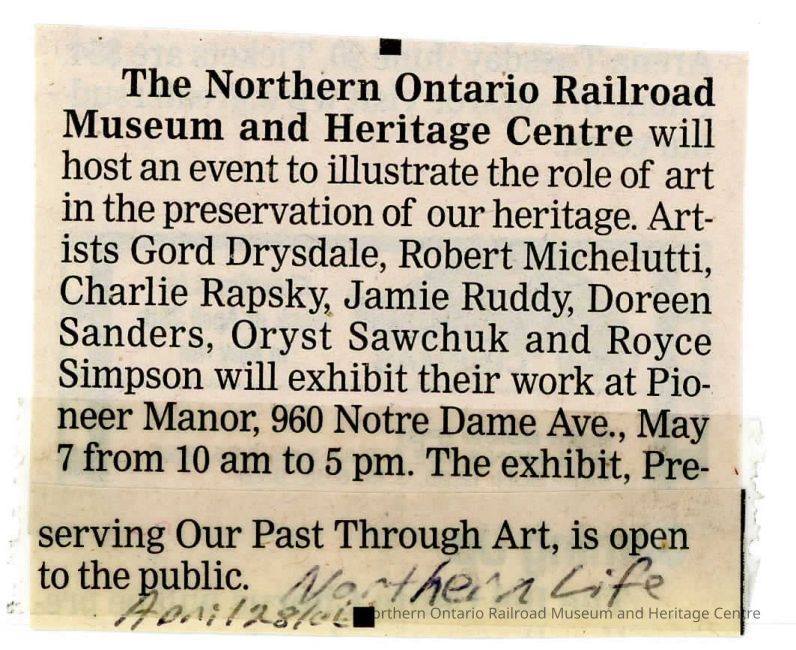 The Northern Ontario Railroad
Museum and Heritage Centre will
host an event to illustrate the role of art
in the preservation of our heritage. Art-
ists Gord Drysdale, Robert Michelutti,
Charlie Rapsky, Jamie Ruddy, Doreen
Sanders, Oryst Sawchuk and Royce
Simpson will exhibit their work at Pio-
neer Manor, 960 Notre Dame Ave., May
7 from 10 am to 5 pm. The exhibit, Pre-
serving Our Past Through Art, is open
to the public. Northern Life
April 28/
orthern Ontario Railroad Museum and Heritage Centre